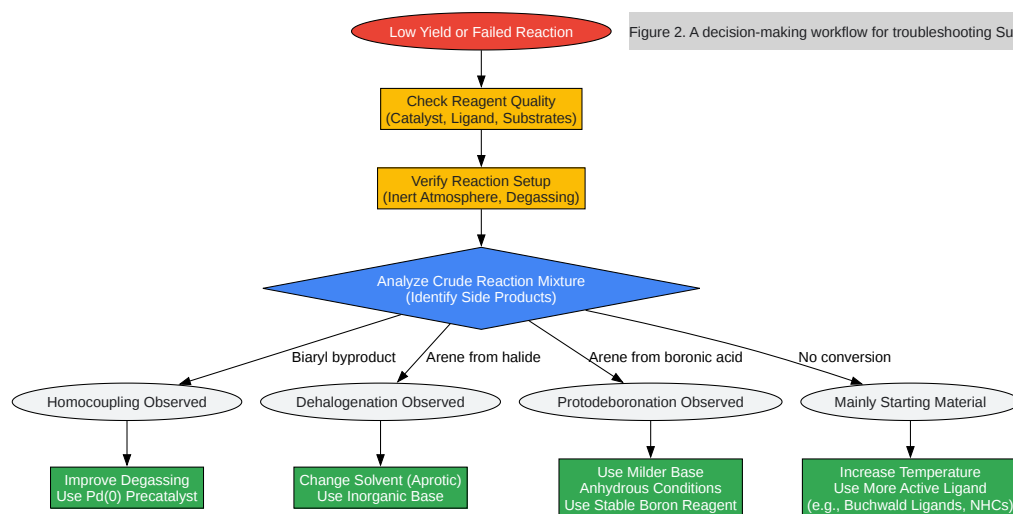 Low Yield or Failed Reaction
Figure 2. A decision-making workflow for troubleshooting
Check Reagent Quality
(Catalyst, Ligand, Substrates)
Verify Reaction Setup
(Inert Atmosphere, Degassing)
Analyze Crude Reaction Mixture
(Identify Side Products)
Biaryl byproduct
Arene from halide
Arene from boronic acid
No conversion
Homocoupling Observed
Dehalogenation Observed
Protodeboronation Observed
Mainly Starting Material
Improve Degassing
Use Pd(0) Precatalyst
Change Solvent (Aprotic)
Use Inorganic Base
Use Milder Base
Anhydrous Conditions
Use Stable Boron Reagent
Increase Temperature
Use More Active Ligand
(e.g., Buchwald Ligands, NHCs)